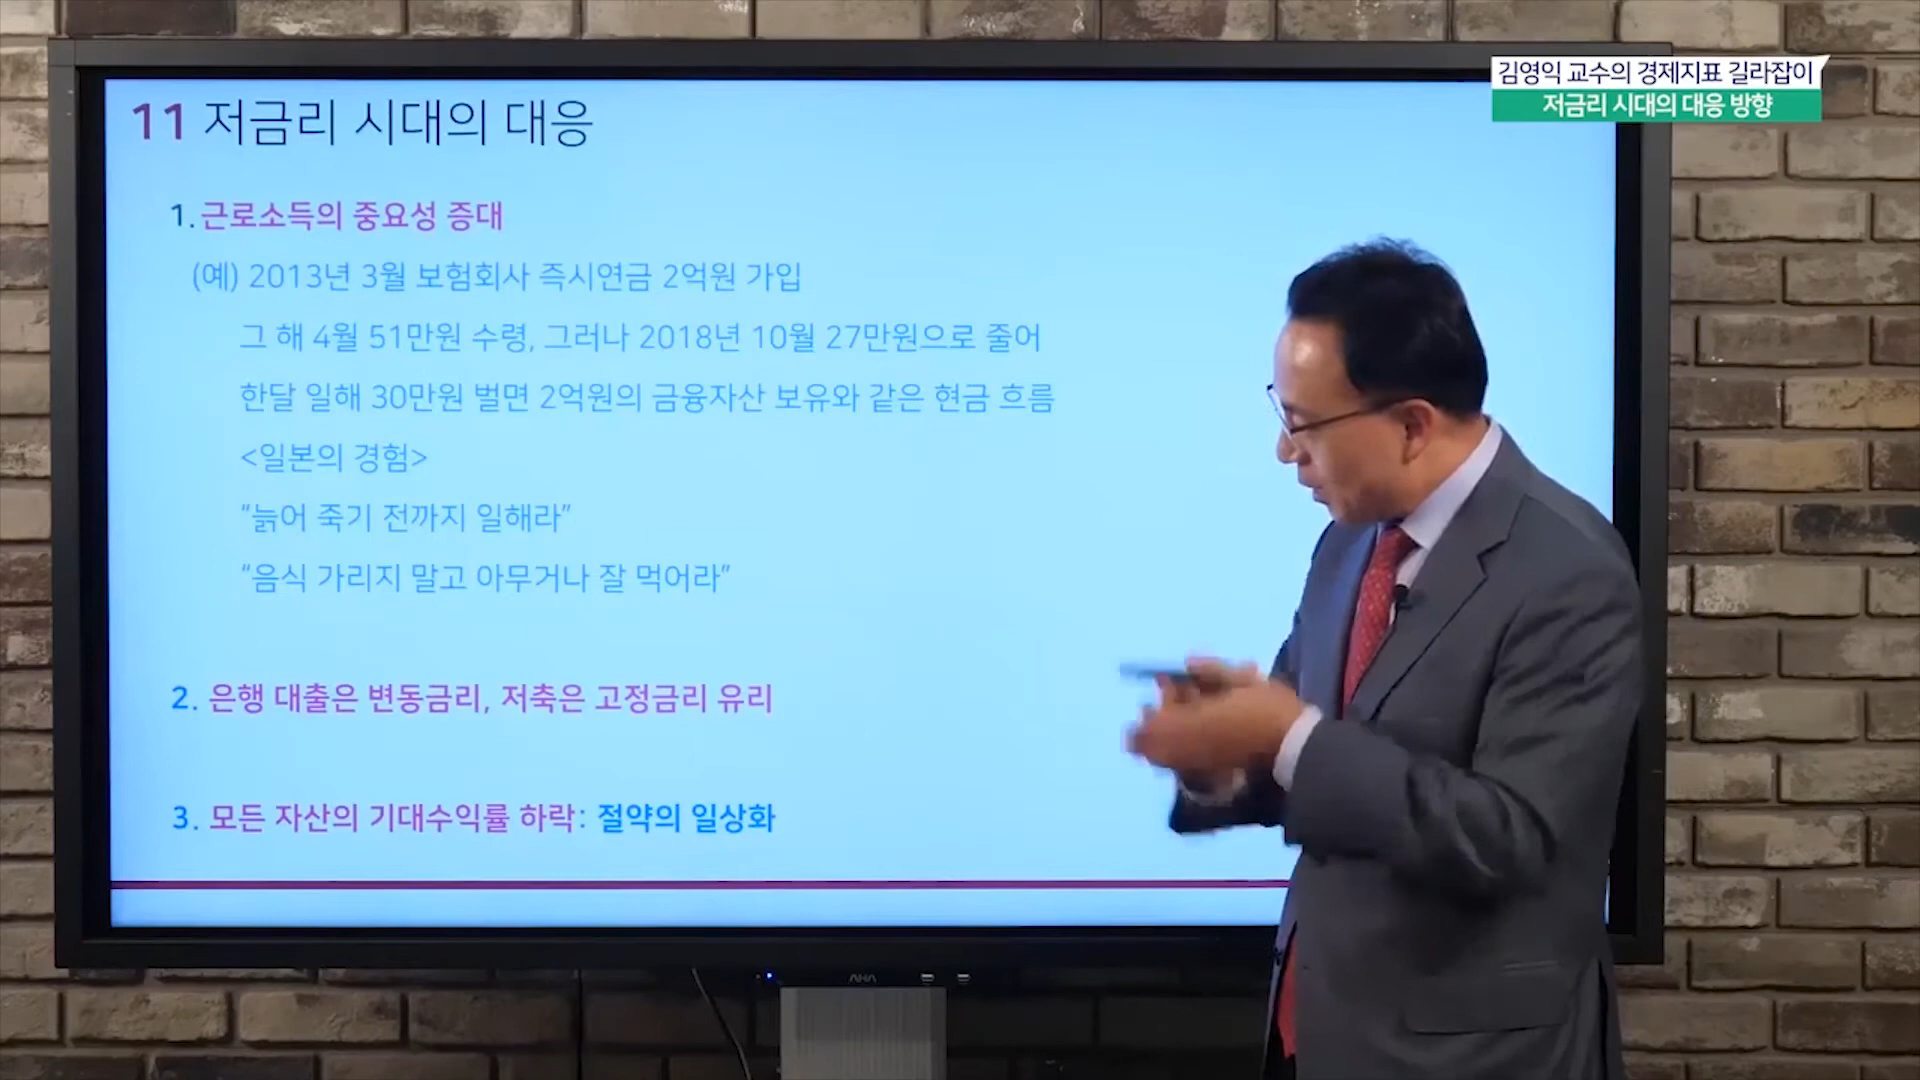 김영익 교수의 경제지표 길라잡이
저금리 시대의 대응 방향
11 저금리 시대의 대응
1. 근로소득의 중요성 증대
(예) 2013년 3월 보험회사 즉시연금 2억원 가입
그 해 4월 51만원 수령, 그러나 2018년 10월 27만원으로 줄어
한달 일해 30만원 벌면 2억원의 금융자산 보유와 같은 현금 흐름
<일본의 경험>
“늙어 죽기 전까지 일해라”
“음식 가리지 말고 아무거나 잘 먹어라”
2. 은행 대출은 변동금리, 저축은 고정금리 유리
3. 모든 자산의 기대수익률 하락: 절약의 일상화
AHA